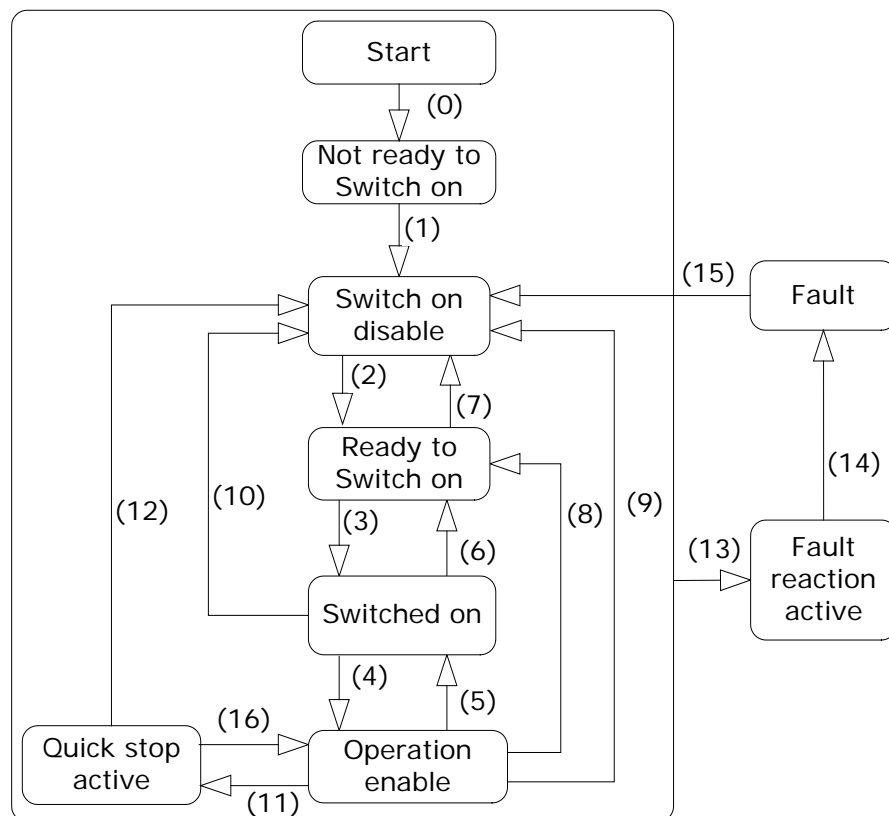 Start
(0)
Not ready to
Switch on
(1)
(15)
Switch on
disable
Fault
(2)
(7)
Ready to
Switch on
(14)
(12)
(10)
(3)
(8)
(9)
(6)
(13)
Fault
reaction
active
Switched on
(4)
(5)
(16)
Quick stop
active
Operation
enable
(11)